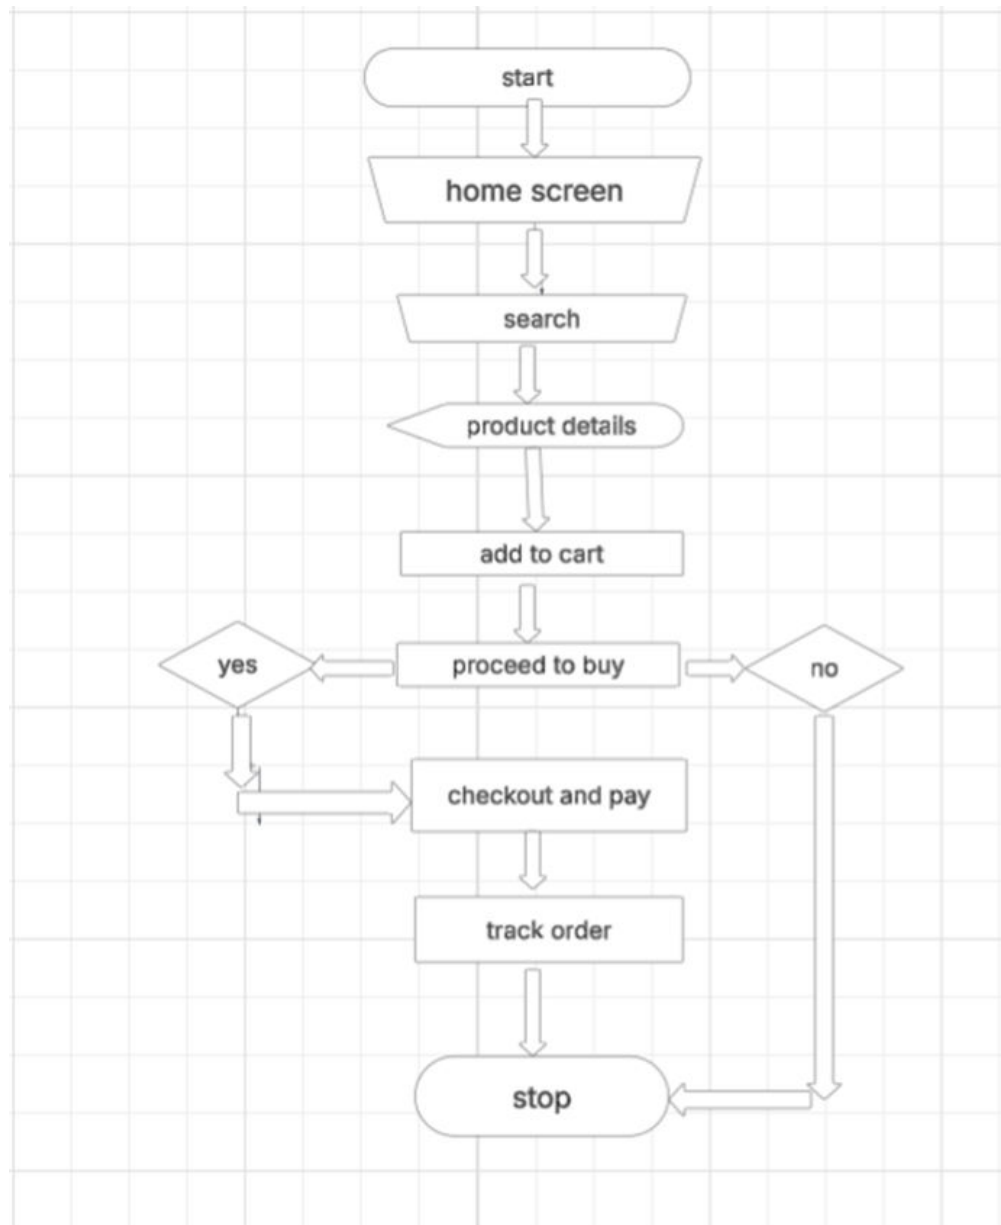 start
home screen
search
product details
add to cart
yes
proceed to buy
no
checkout and pay
track order
stop